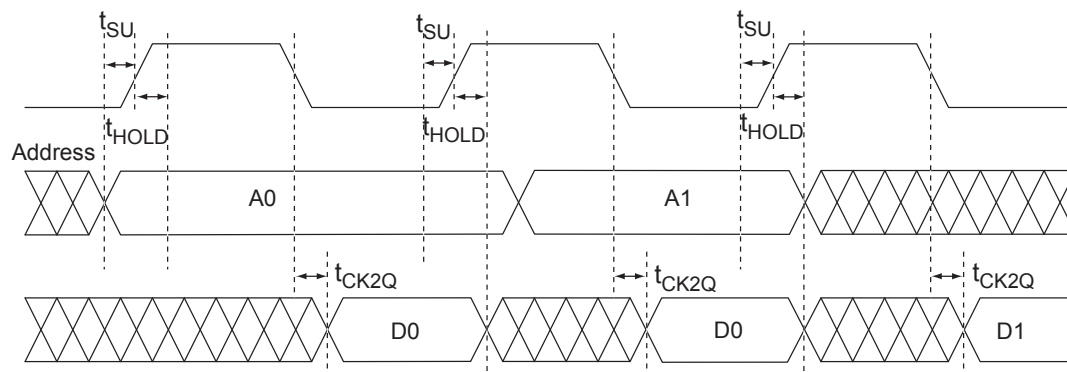 tSU tSU tSU
tHOLD tHOLD tHOLD
Address
A0 A1
tCK2Q tCK2Q tCK2Q
D0 D0 D1